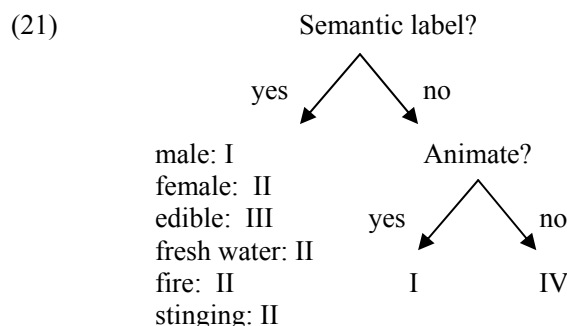 (21) Semantic label?
yes no
male: I Animate?
female: II
edible: III yes no
fresh water: II
fire: II I IV
stinging: II